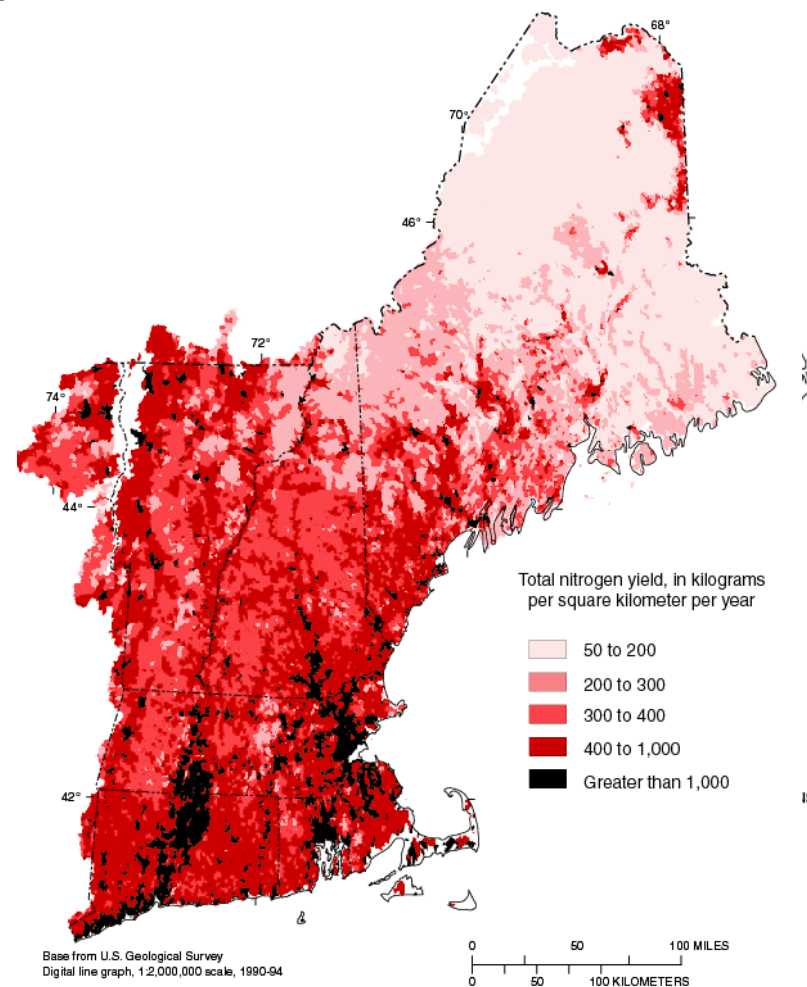 68°
70°
46°
72°
74°
44°
Total nitrogen yield, in kilograms
per square kilometer per year
50 to 200
200 to 300
300 to 400
400 to 1,000
42°
Greater than 1,000
0 50 100 MILES
Base from U.S. Geological Survey
Digital line graph, 1:2,000,000 scale, 1990-94
0 50 100 KILOMETERS